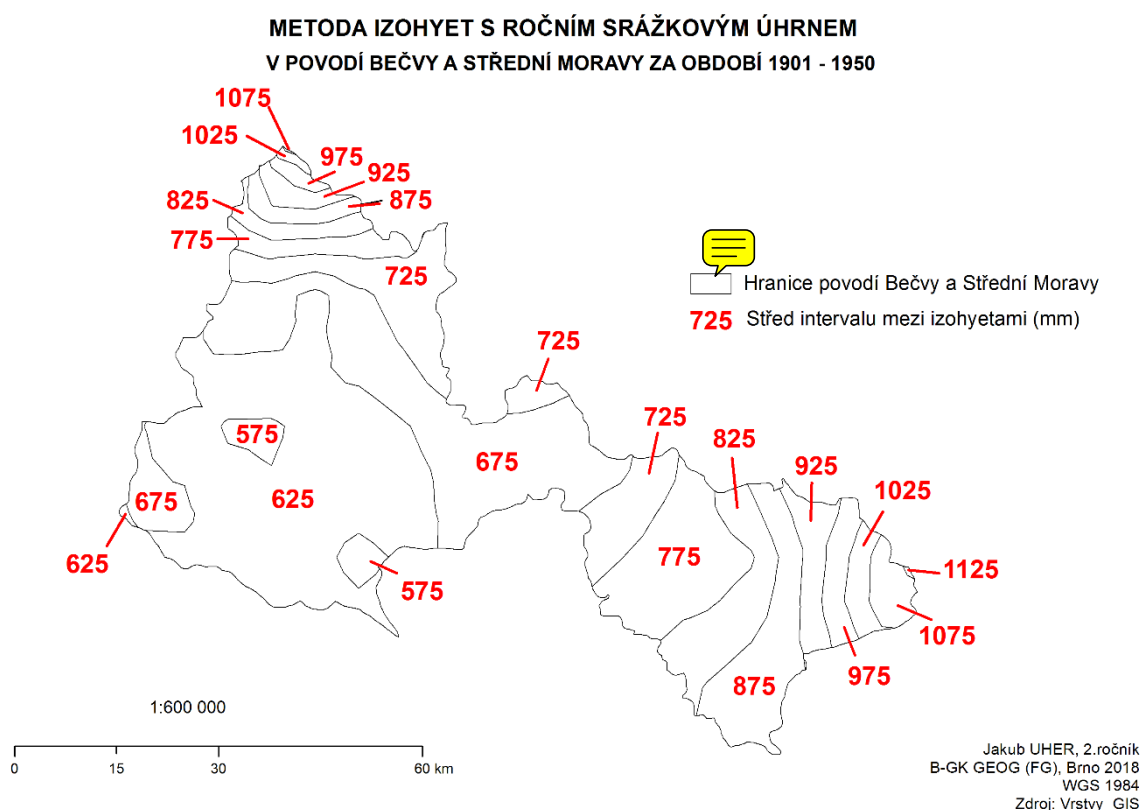 METODA IZOHYET S ROČNÍM SRÁŽKOVÝM ÚHRNEM
V POVODÍ BEČVY A STŘEDNÍ MORAVY ZA OBDOBÍ 1901 - 1950
1075
1025
975
925
825
875
775
725
Hranice povodí Bečvy a Střední Moravy
725 Střed intervalu mezi izohyetami (mm)
725
725
575
825
675
925
675
625
1025
625
775
1125
575
1075
875
975
1:600 000
0 15 30 60 km
Jakub UHER, 2.ročník
B-GK GEOG (FG), Brno 2018
WGS 1984
Zdroj: Vrstvy_GIS